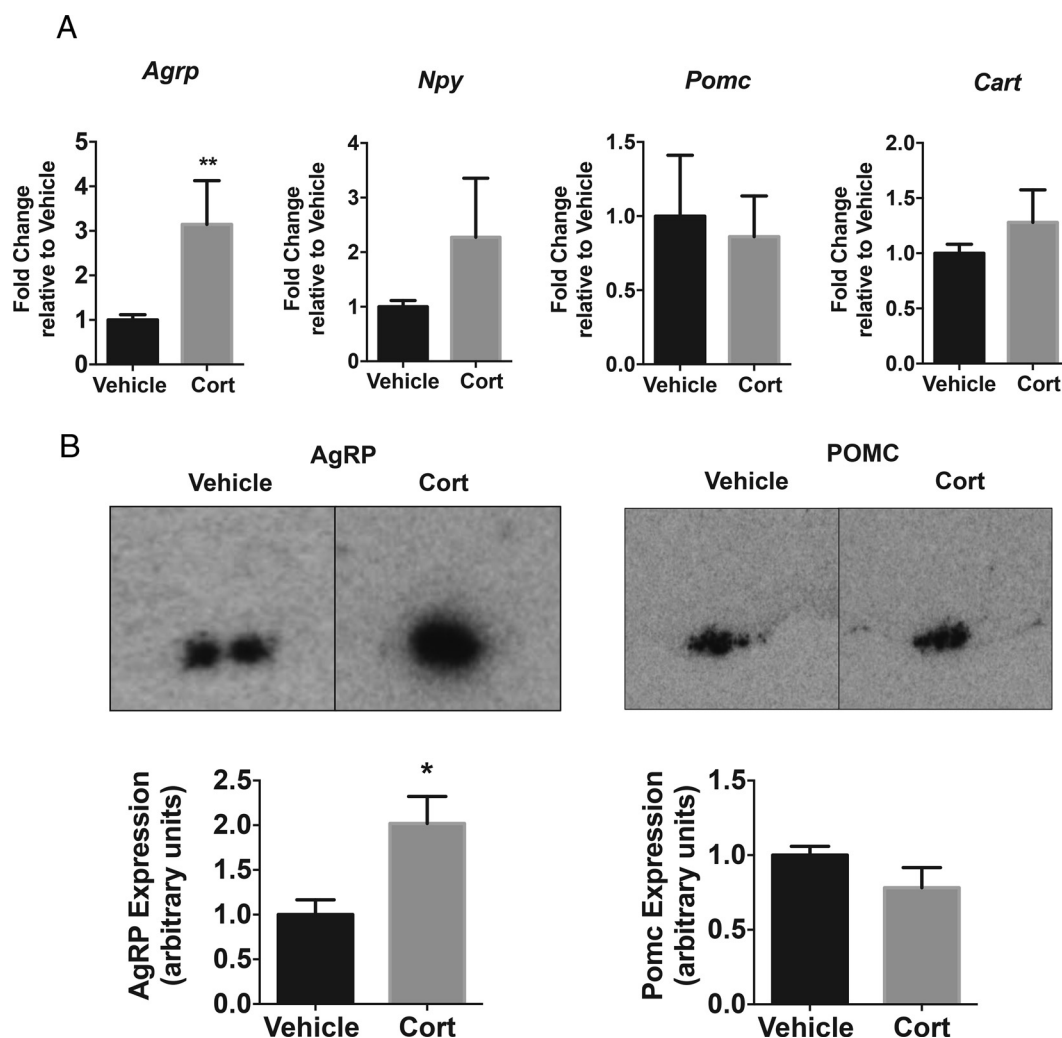 A
Agrp
Npy
Pomc
Cart
Fold Change
relative to Vehicle
5
4
3
2
1
0
**
Vehicle Cort
Fold Change
relative to Vehicle
4
3
2
1
0
Vehicle Cort
Fold Change
relative to Vehicle
1.5
1.0
0.5
0.0
Vehicle Cort
Fold Change
relative to Vehicle
2.0
1.5
1.0
0.5
0.0
Vehicle Cort
B
AgRP
Vehicle Cort
POMC
Vehicle Cort
AgRP Expression
(arbitrary units)
2.5
2.0
1.5
1.0
0.5
0.0
*
Vehicle Cort
Pomc Expression
(arbitrary units)
1.5
1.0
0.5
0.0
Vehicle Cort